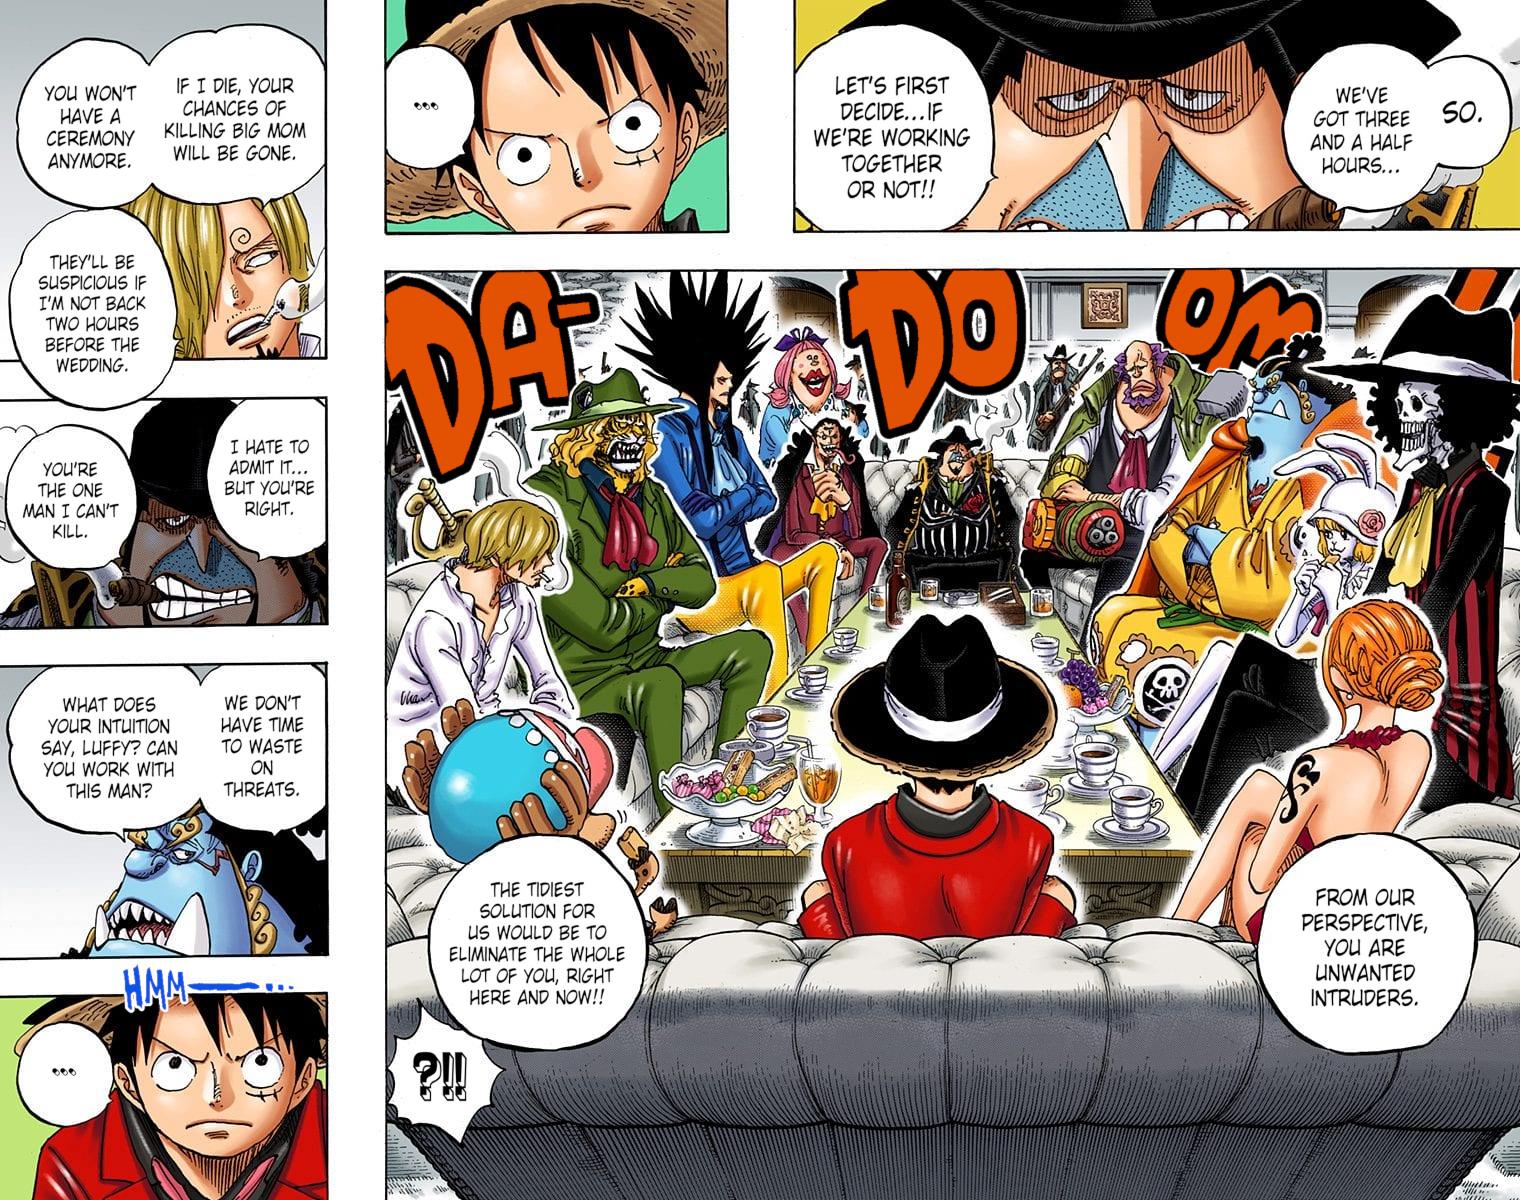 SO.
WE'VE
GOT THREE
AND A HALF
HOURS...
LET'S FIRST
DECIDE...IF
WE'RE WORKING
TOGETHER
OR NOT!!
...
DA-
DO
OM
!!
FROM OUR
PERSPECTIVE,
YOU ARE
UNWANTED
INTRUDERS.
THE TIDIEST
SOLUTION FOR
US WOULD BE TO
ELIMINATE THE WHOLE
LOT OF YOU, RIGHT
HERE AND NOW!!
?!!
IF I DIE, YOUR
CHANCES OF
KILLING BIG MOM
WILL BE GONE.
YOU WON'T
HAVE A
CEREMONY
ANYMORE.
THEY'LL BE
SUSPICIOUS IF
I'M NOT BACK
TWO HOURS
BEFORE THE
WEDDING.
I HATE TO
ADMIT IT...
BUT YOU'RE
RIGHT.
YOU'RE
THE ONE
MAN I CAN'T
KILL.
WE DON'T
HAVE TIME
TO WASTE
ON
THREATS.
WHAT DOES
YOUR INTUITION
SAY, LUFFY? CAN
YOU WORK WITH
THIS MAN?
HMM—...
...